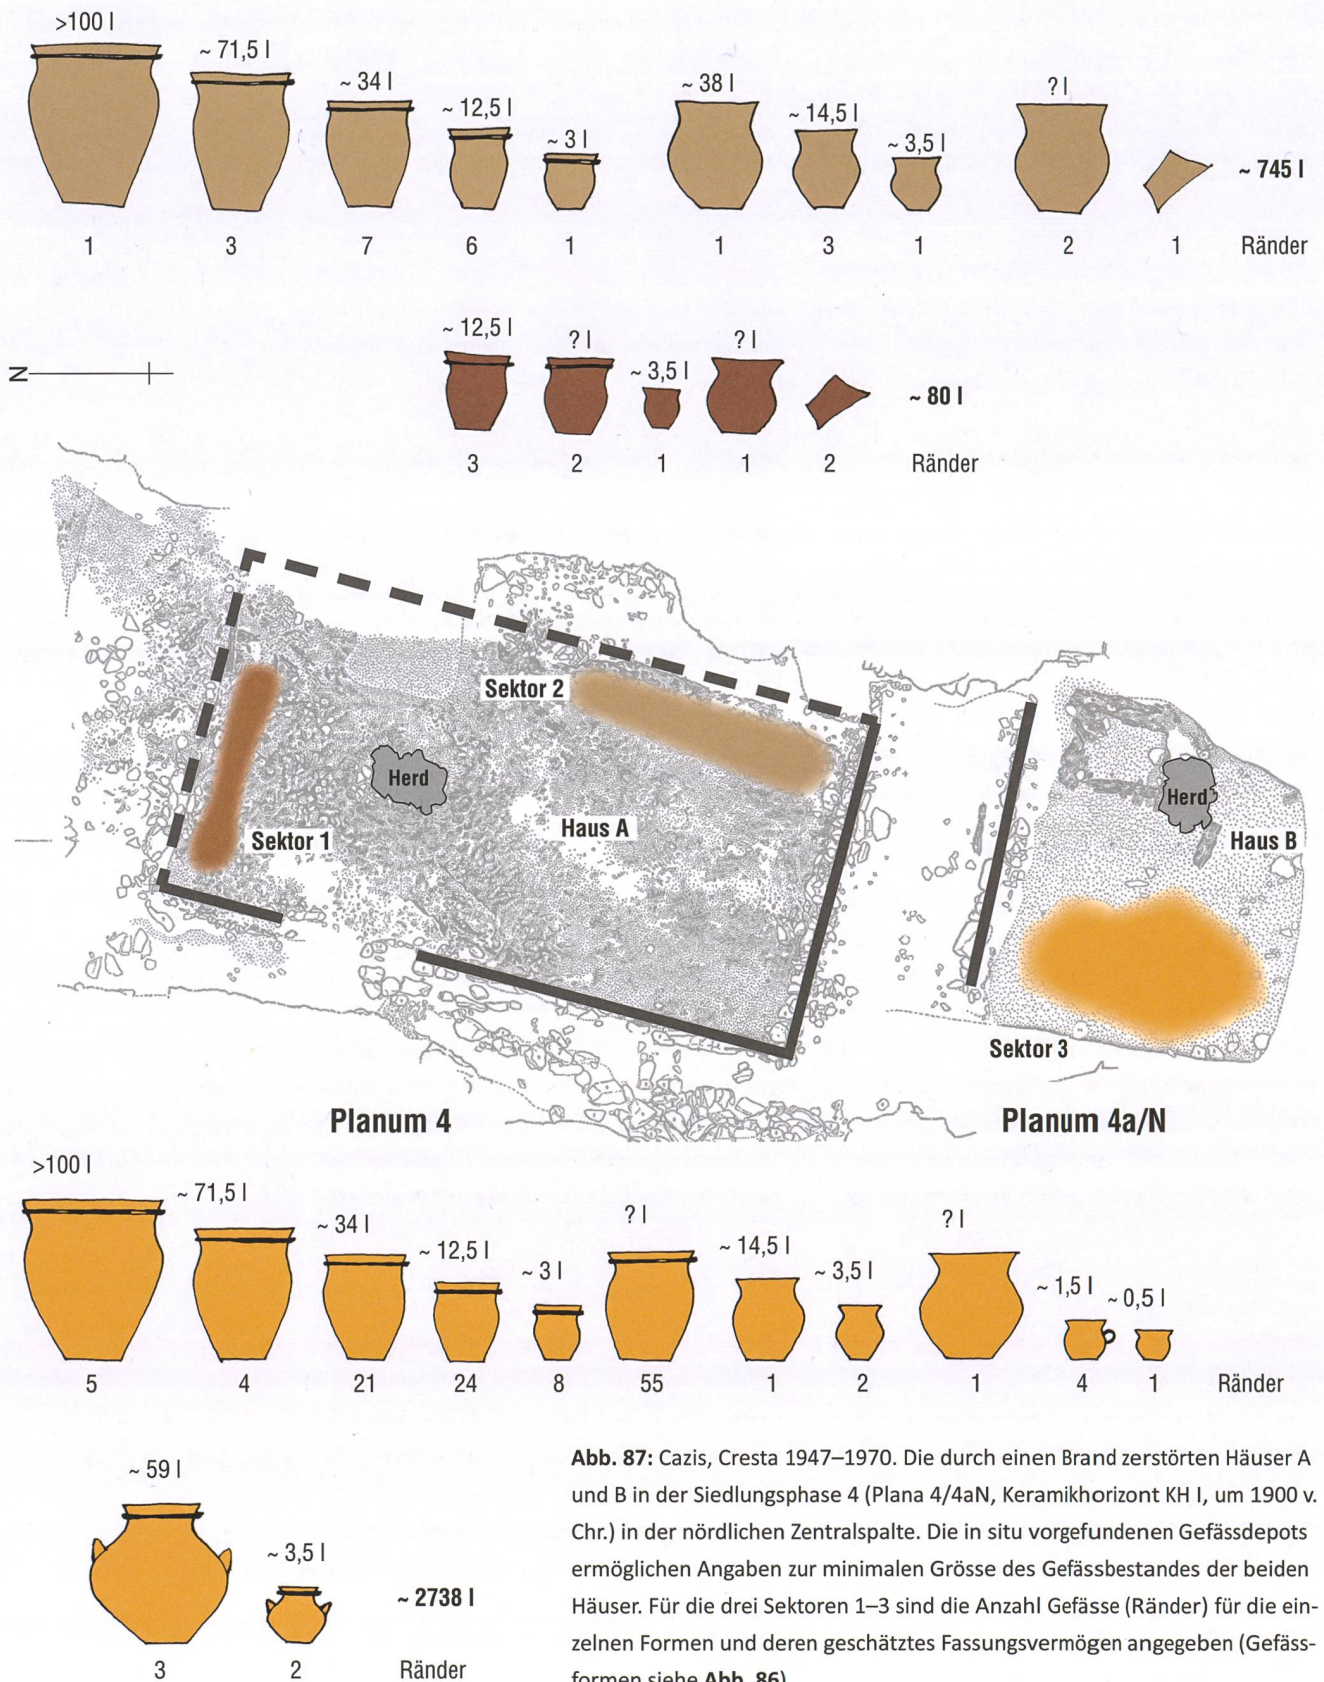 >100 l
~ 71,5 l
~ 34 l
~ 12,5 l
~ 3 l
~ 38 l
~ 14,5 l
~ 3,5 l
? l
~ 745 l
1 3 7 6 1 1 3 1 2 1 Ränder
~ 12,5 l
? l
~ 3,5 l
? l
~ 80 l
3 2 1 1 2 Ränder
N
Sektor 2
Herd
Haus A
Sektor 1
Herd
Haus B
Sektor 3
Planum 4
Planum 4a/N
>100 l
~ 71,5 l
~ 34 l
~ 12,5 l
~ 3 l
? l
~ 14,5 l
~ 3,5 l
? l
~ 1,5 l
~ 0,5 l
5 4 21 24 8 55 1 2 1 4 1 Ränder
~ 59 l
~ 3,5 l
~ 2738 l
3 2 Ränder
Abb. 87: Cazis, Cresta 1947–1970. Die durch einen Brand zerstörten Häuser A
und B in der Siedlungsphase 4 (Plana 4/4aN, Keramikhorizont KH I, um 1900 v.
Chr.) in der nördlichen Zentralspalte. Die in situ vorgefundenen Gefässdepots
ermöglichen Angaben zur minimalen Grösse des Gefässbestandes der beiden
Häuser. Für die drei Sektoren 1–3 sind die Anzahl Gefässe (Ränder) für die ein-
zelnen Formen und deren geschätztes Fassungsvermögen angegeben (Gefäss-
formen siehe Abb. 86)